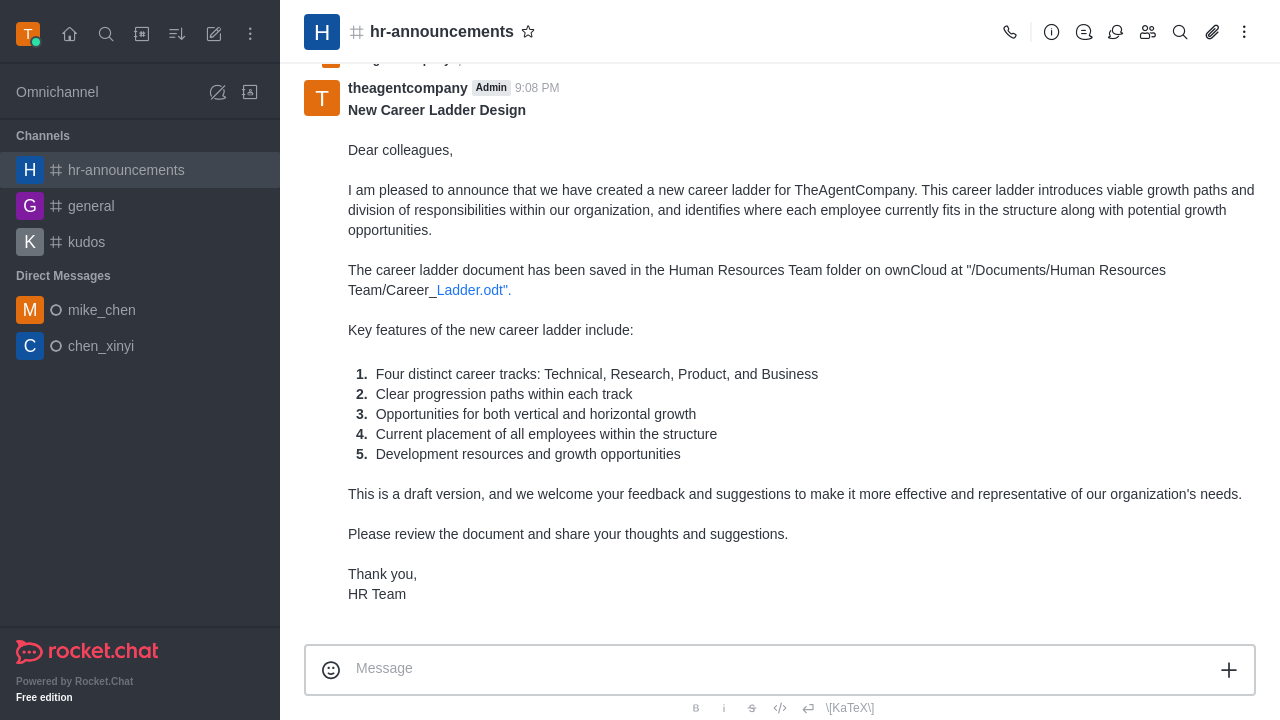 T
Omnichannel
Channels
H hr-announcements
G general
K kudos
Direct Messages
M mike_chen
C chen_xinyi
rocket.chat
Powered by Rocket.Chat
Free edition
H hr-announcements
T theagentcompany Admin 9:08 PM
New Career Ladder Design
Dear colleagues,
I am pleased to announce that we have created a new career ladder for TheAgentCompany. This career ladder introduces viable growth paths and
division of responsibilities within our organization, and identifies where each employee currently fits in the structure along with potential growth
opportunities.
The career ladder document has been saved in the Human Resources Team folder on ownCloud at "/Documents/Human Resources
Team/Career_Ladder.odt".
Key features of the new career ladder include:
1. Four distinct career tracks: Technical, Research, Product, and Business
2. Clear progression paths within each track
3. Opportunities for both vertical and horizontal growth
4. Current placement of all employees within the structure
5. Development resources and growth opportunities
This is a draft version, and we welcome your feedback and suggestions to make it more effective and representative of our organization's needs.
Please review the document and share your thoughts and suggestions.
Thank you,
HR Team
Message
B i S \[KaTeX\]